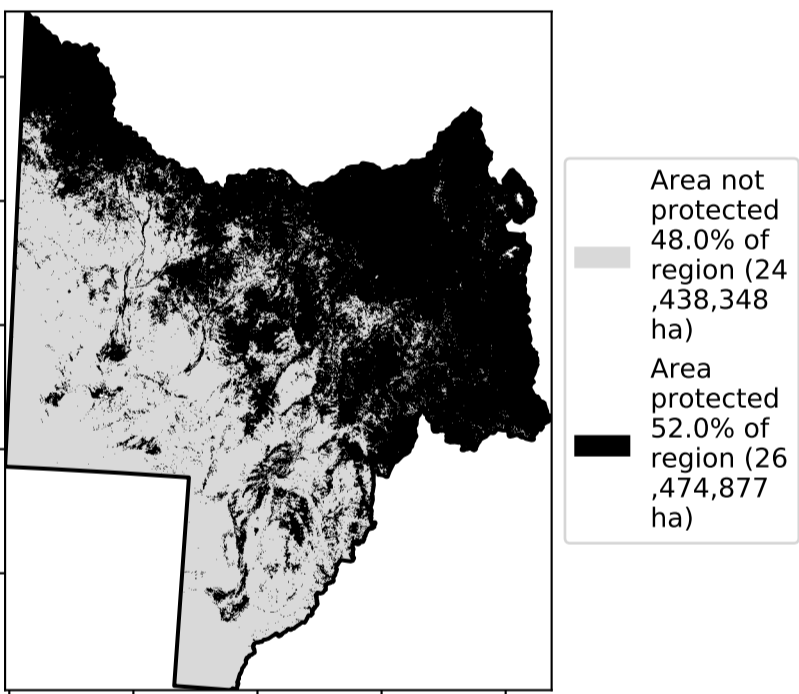 Area not
protected
48.0% of
region (24
,438,348
ha)
Area
protected
52.0% of
region (26
,474,877
ha)